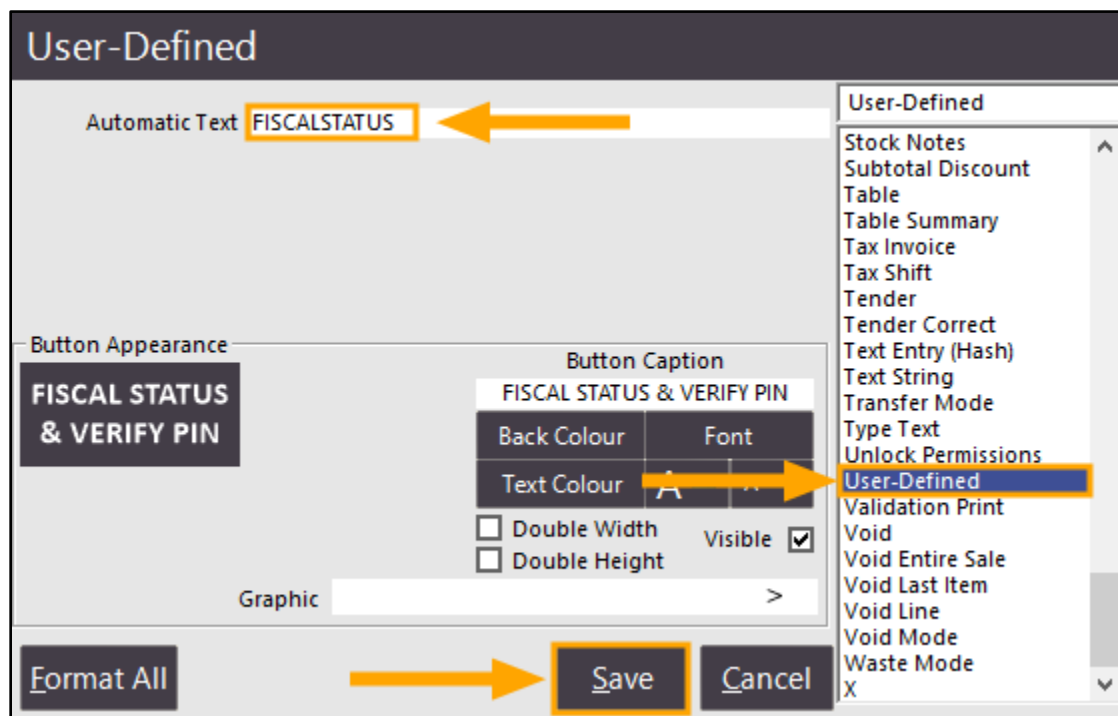 User-Defined
Automatic Text FISCALSTATUS
Button Appearance
FISCAL STATUS
& VERIFY PIN
Button Caption
FISCAL STATUS & VERIFY PIN
Back Colour Font
Text Colour A
Double Width
Visible
Double Height
Graphic >
Format All Save Cancel
User-Defined
Stock Notes
Subtotal Discount
Table
Table Summary
Tax Invoice
Tax Shift
Tender
Tender Correct
Text Entry (Hash)
Text String
Transfer Mode
Type Text
Unlock Permissions
User-Defined
Validation Print
Void
Void Entire Sale
Void Last Item
Void Line
Void Mode
Waste Mode
X